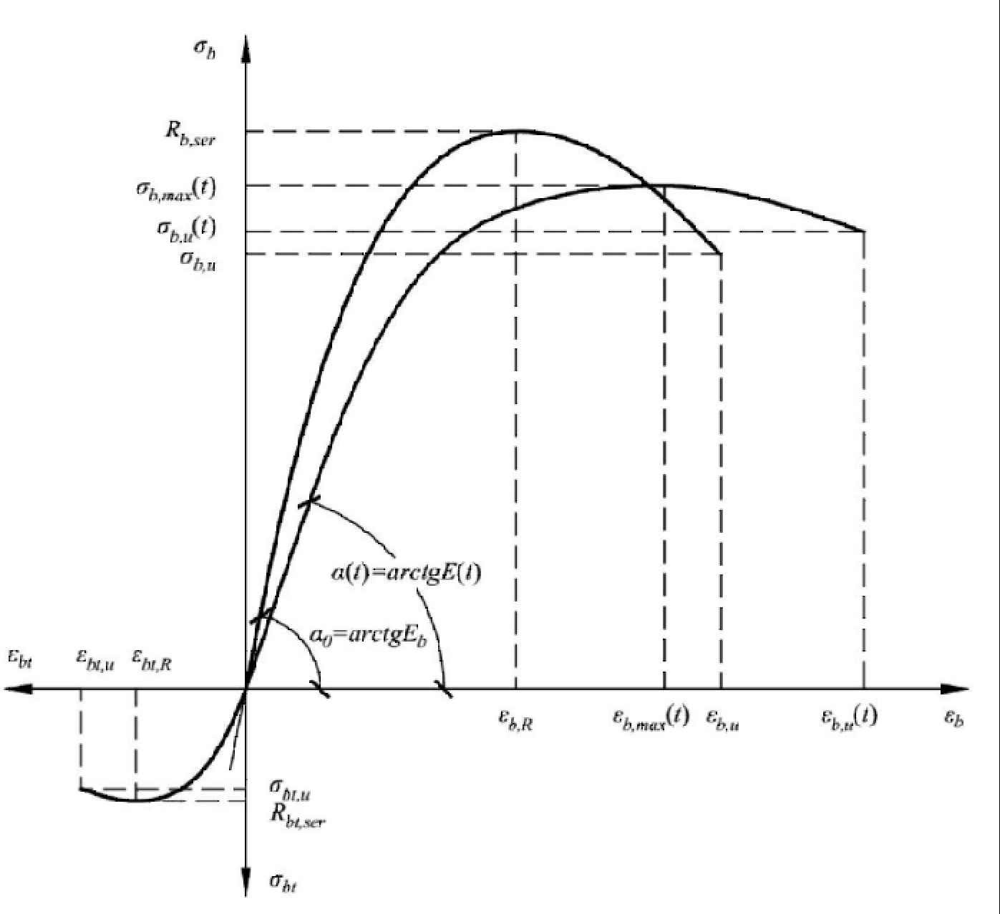 σb
Rb,ser
σb,max(t)
σb,u(t)
σb,u
α(t)=arctgE(t)
α0=arctgEb
εbt
εbt,u
εbt,R
εb,R
εb,max(t)
εb,u
εb,u(t)
εb
σbt,u
Rbt,ser
σbt